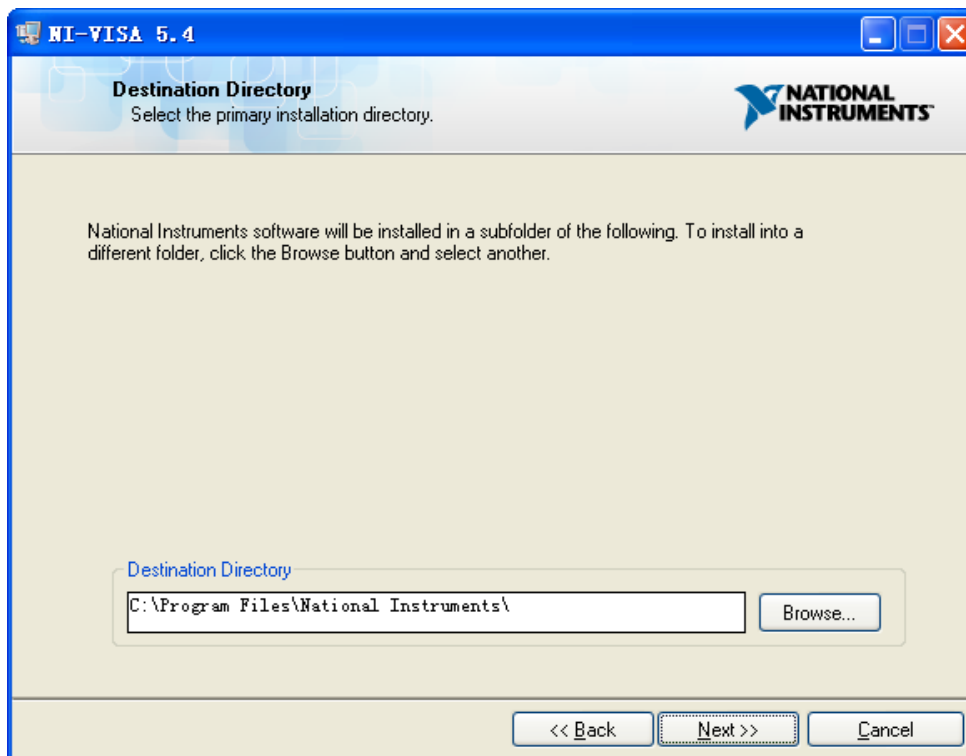 NI-VISA 5.4
Destination Directory
Select the primary installation directory.
NATIONAL
INSTRUMENTS™
National Instruments software will be installed in a subfolder of the following. To install into a
different folder, click the Browse button and select another.
Destination Directory
C:\Program Files\National Instruments\
Browse...
<< Back
Next >>
Cancel